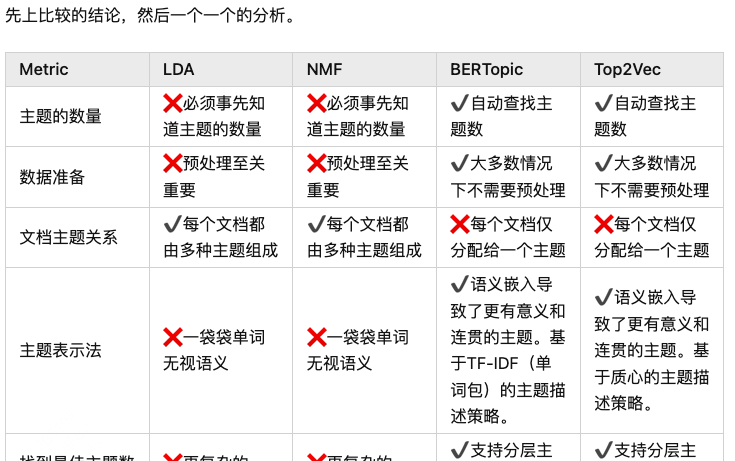 先上比较的结论，然后一个一个的分析。
Metric LDA NMF BERTopic Top2Vec
主题的数量
❌必须事先知
道主题的数量
❌必须事先知
道主题的数量
✔自动查找主
题数
✔自动查找主
题数
数据准备
❌预处理至关
重要
❌预处理至关
重要
✔大多数情况
下不需要预处理
✔大多数情况
下不需要预处理
文档主题关系
✔每个文档都
由多种主题组成
✔每个文档都
由多种主题组成
❌每个文档仅
分配给一个主题
❌每个文档仅
分配给一个主题
主题表示法
❌一袋袋单词
无视语义
❌一袋袋单词
无视语义
✔语义嵌入导
致了更有意义和
连贯的主题。基
于TF-IDF（单
词包）的主题描
述策略。
✔语义嵌入导
致了更有意义和
连贯的主题。基
于质心的主题描
述策略。
找到最佳主题数
❌更复杂的
❌更复杂的
✔支持分层主
✔支持分层主